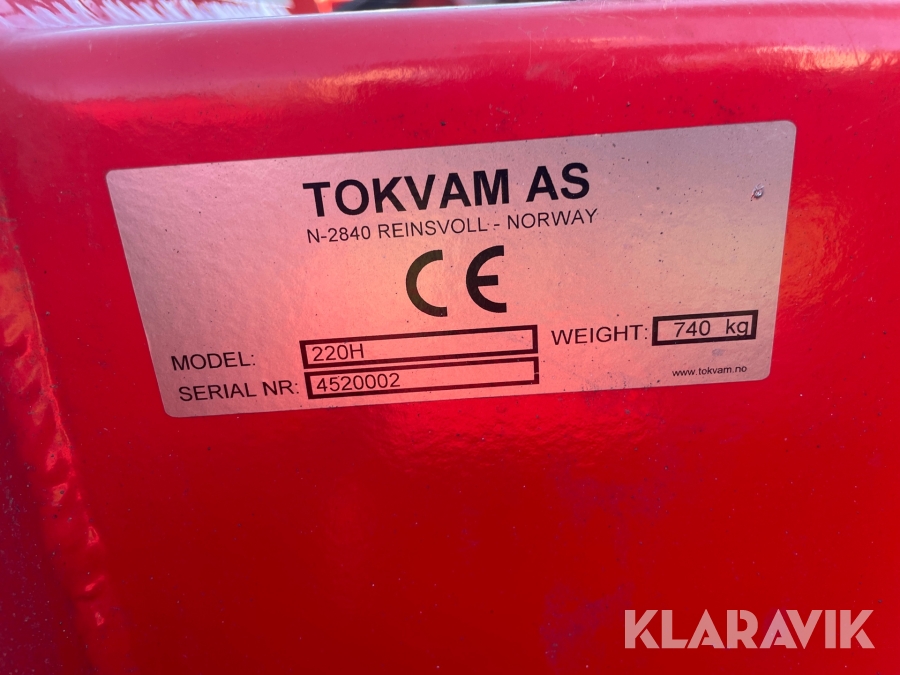 TOKVAM AS
N-2840 REINSVOLL - NORWAY
CE
MODEL: 220H WEIGHT: 740 kg
SERIAL NR: 4520002
www.tokvam.no
KLARAVIK